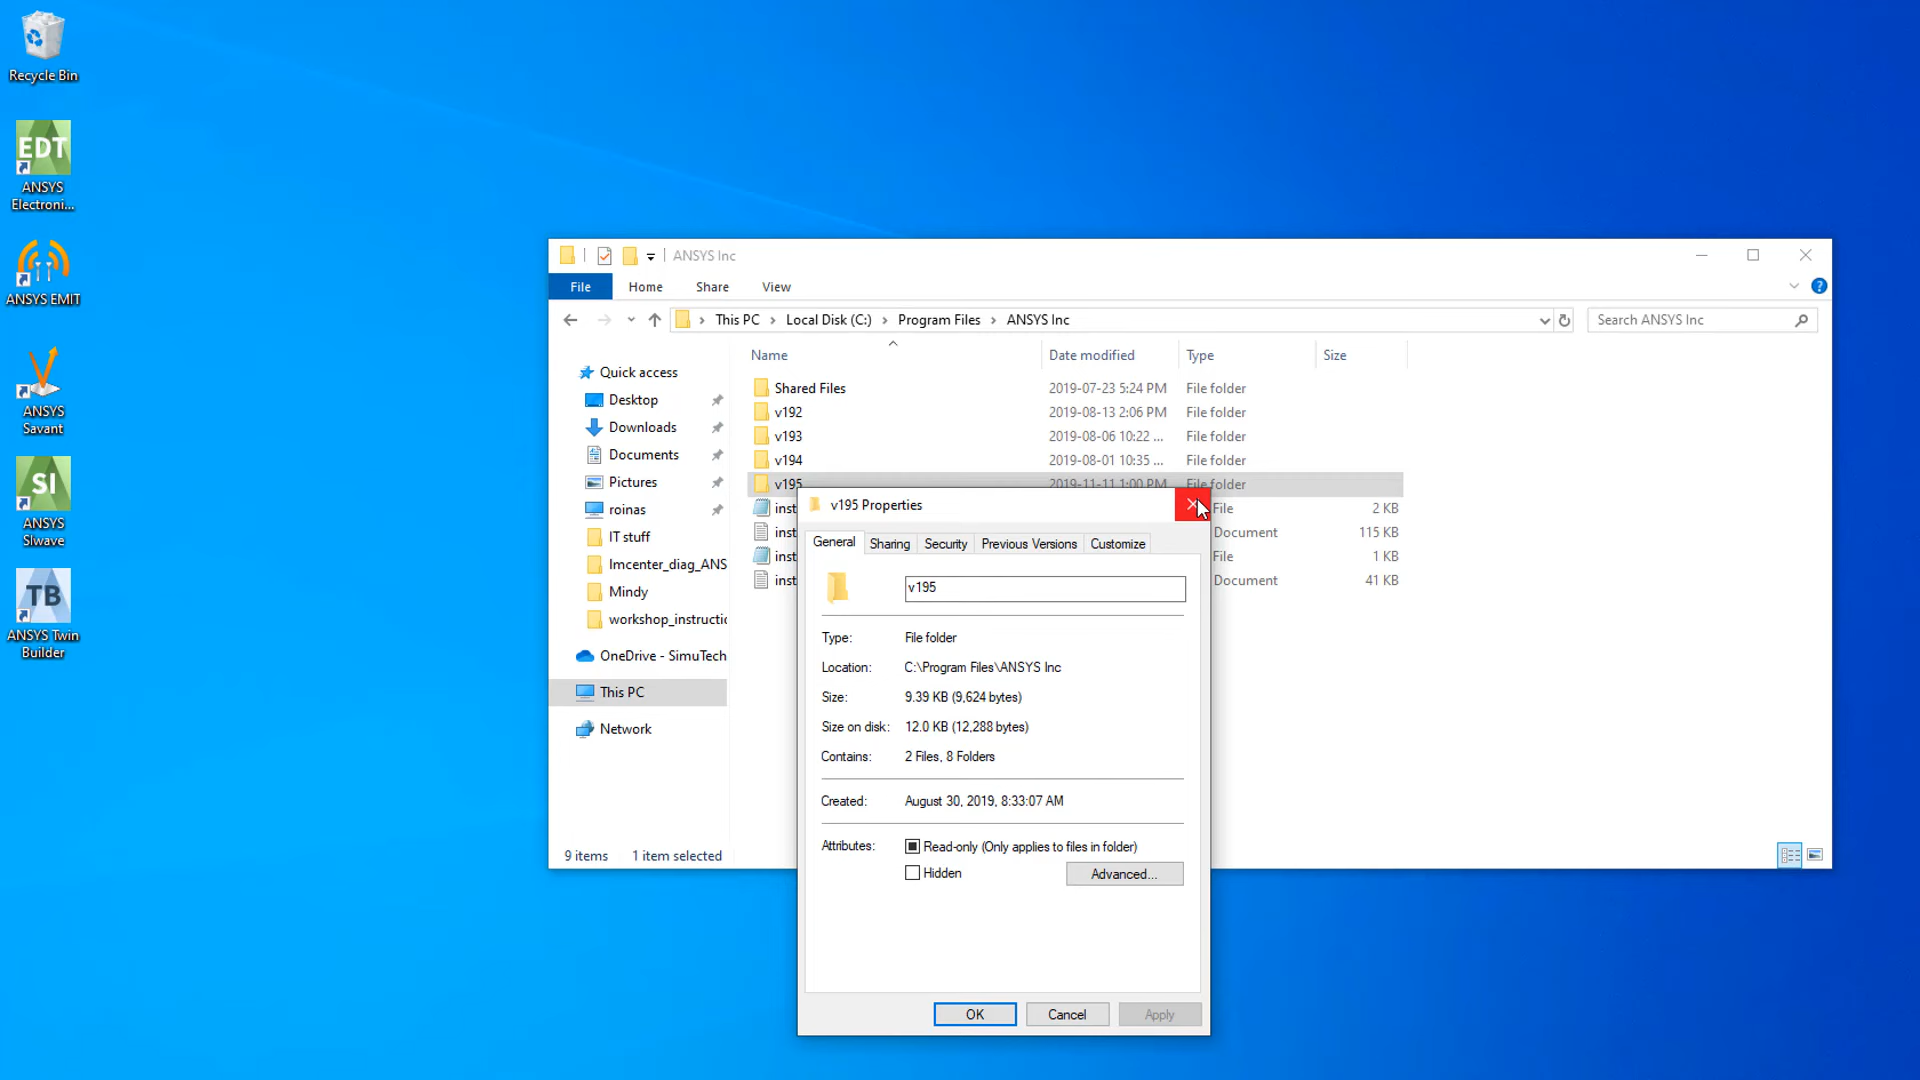 Recycle Bin
EDT
ANSYS
Electroni...
ANSYS EMIT
ANSYS
Savant
SI
ANSYS
SIwave
TB
ANSYS Twin
Builder
ANSYS Inc
File Home Share View
This PC Local Disk (C:) Program Files ANSYS Inc
Search ANSYS Inc
Name Date modified Type Size
Quick access
Desktop
Downloads
Documents
Pictures
roinas
IT stuff
lmcenter_diag_ANS
Mindy
workshop_instructio
OneDrive - SimuTech
This PC
Network
Shared Files 2019-07-23 5:24 PM File folder
v192 2019-08-13 2:06 PM File folder
v193 2019-08-06 10:22 ... File folder
v194 2019-08-01 10:35 ... File folder
v195 2019-11-11 1:00 PM File folder
inst File 2 KB
inst Document 115 KB
inst File 1 KB
inst Document 41 KB
9 items 1 item selected
v195 Properties
General Sharing Security Previous Versions Customize
v195
Type: File folder
Location: C:\Program Files\ANSYS Inc
Size: 9.39 KB (9,624 bytes)
Size on disk: 12.0 KB (12,288 bytes)
Contains: 2 Files, 8 Folders
Created: August 30, 2019, 8:33:07 AM
Attributes: Read-only (Only applies to files in folder)
Hidden Advanced...
OK Cancel Apply